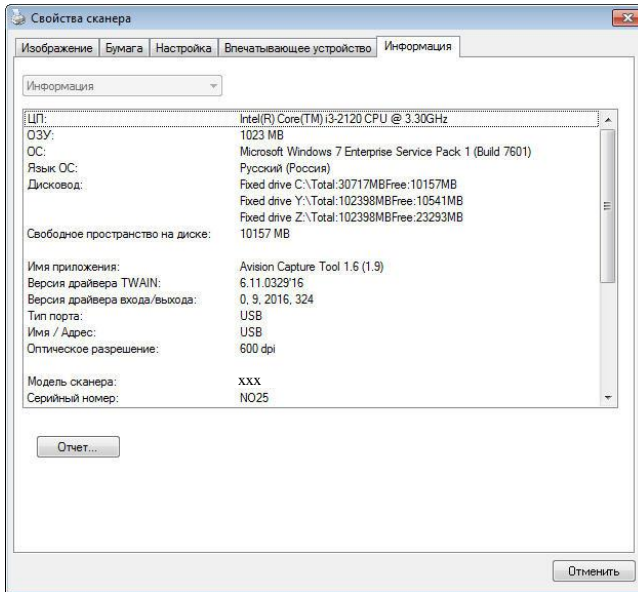 Свойства сканера
Изображение Бумага Настройка Впечатывающее устройство Информация
Информация
ЦП: Intel(R) Core(TM) i3-2120 CPU @ 3.30GHz
ОЗУ: 1023 MB
ОС: Microsoft Windows 7 Enterprise Service Pack 1 (Build 7601)
Язык ОС: Русский (Россия)
Дисковод: Fixed drive C:\Total:30717MBFree:10157MB
Fixed drive Y:\Total:102398MBFree:10541MB
Fixed drive Z:\Total:102398MBFree:23293MB
Свободное пространство на диске: 10157 MB
Имя приложения: Avision Capture Tool 1.6 (1.9)
Версия драйвера TWAIN: 6.11.0329'16
Версия драйвера входа/выхода: 0, 9, 2016, 324
Тип порта: USB
Имя / Адрес: USB
Оптическое разрешение: 600 dpi
Модель сканера: XXX
Серийный номер: NO25
Отчет...
Отменить